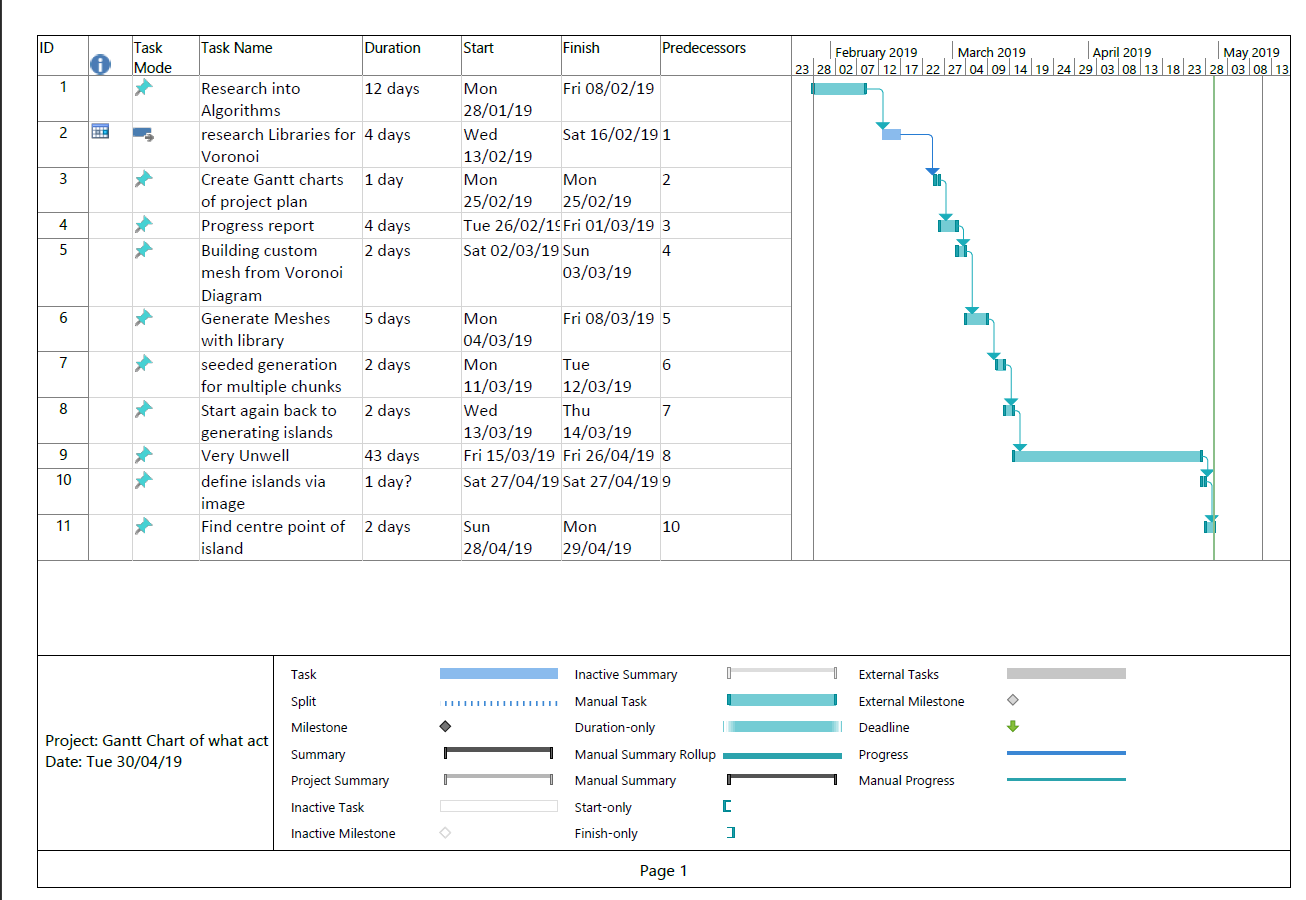 ID Task Mode Task Name Duration Start Finish Predecessors
February 2019 March 2019 April 2019 May 2019
23 28 02 07 12 17 22 27 04 09 14 19 24 29 03 08 13 18 23 28 03 08 13
1 Research into Algorithms 12 days Mon 28/01/19 Fri 08/02/19
2 research Libraries for Voronoi 4 days Wed 13/02/19 Sat 16/02/19 1
3 Create Gantt charts of project plan 1 day Mon 25/02/19 Mon 25/02/19 2
4 Progress report 4 days Tue 26/02/19 Fri 01/03/19 3
5 Building custom mesh from Voronoi Diagram 2 days Sat 02/03/19 Sun 03/03/19 4
6 Generate Meshes with library 5 days Mon 04/03/19 Fri 08/03/19 5
7 seeded generation for multiple chunks 2 days Mon 11/03/19 Tue 12/03/19 6
8 Start again back to generating islands 2 days Wed 13/03/19 Thu 14/03/19 7
9 Very Unwell 43 days Fri 15/03/19 Fri 26/04/19 8
10 define islands via image 1 day? Sat 27/04/19 Sat 27/04/19 9
11 Find centre point of island 2 days Sun 28/04/19 Mon 29/04/19 10
Project: Gantt Chart of what act
Date: Tue 30/04/19
Task
Split
Milestone
Summary
Project Summary
Inactive Task
Inactive Milestone
Inactive Summary
Manual Task
Duration-only
Manual Summary Rollup
Manual Summary
Start-only
Finish-only
External Tasks
External Milestone
Deadline
Progress
Manual Progress
Page 1